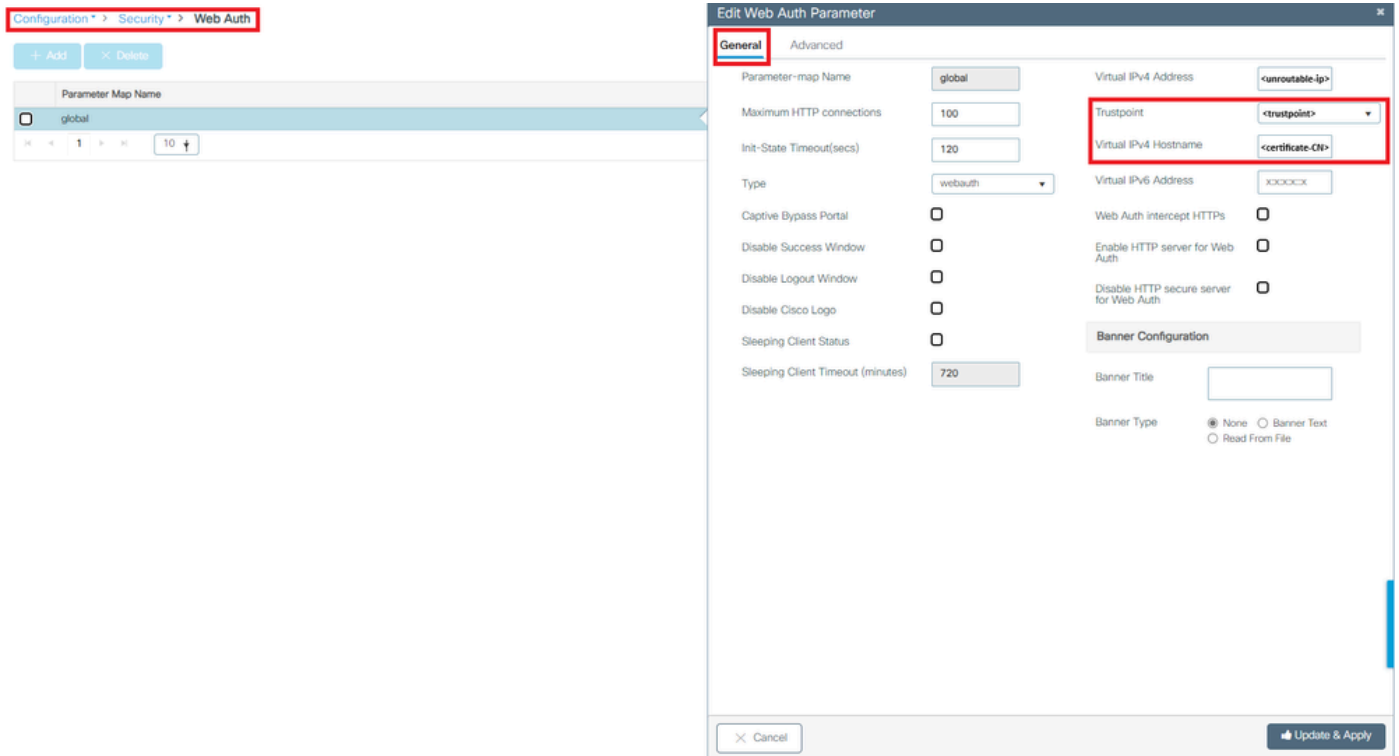 Configuration > Security > Web Auth
+ Add
× Delete
Parameter Map Name
global
1
10
Edit Web Auth Parameter
General
Advanced
Parameter-map Name
global
Maximum HTTP connections
100
Init-State Timeout(secs)
120
Type
webauth
Captive Bypass Portal
Disable Success Window
Disable Logout Window
Disable Cisco Logo
Sleeping Client Status
Sleeping Client Timeout (minutes)
720
Virtual IPv4 Address
<unroutable-ip>
Trustpoint
<trustpoint>
Virtual IPv4 Hostname
<certificate-CN>
Virtual IPv6 Address
Web Auth intercept HTTPs
Enable HTTP server for Web
Auth
Disable HTTP secure server
for Web Auth
Banner Configuration
Banner Title
Banner Type
None
Banner Text
Read From File
Cancel
Update & Apply